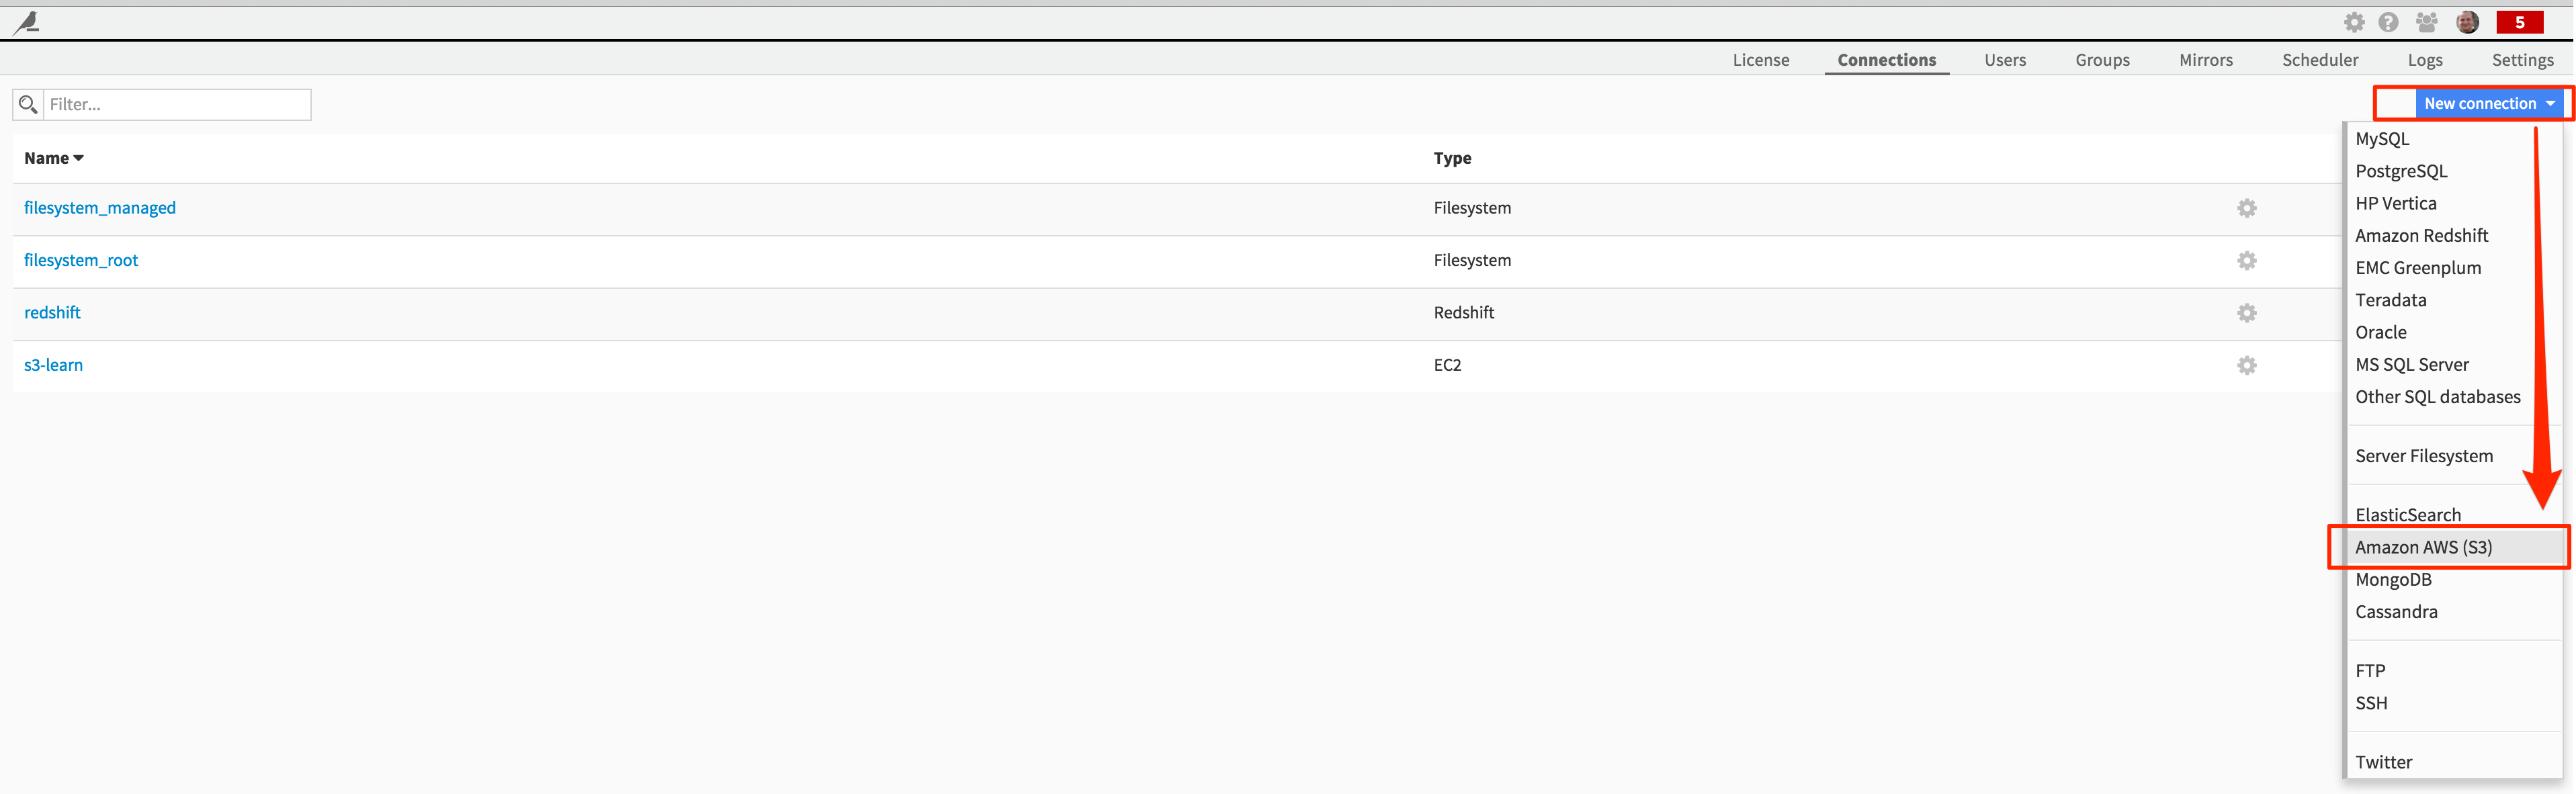 5
License Connections Users Groups Mirrors Scheduler Logs Settings
Filter...
New connection
Name Type
filesystem_managed Filesystem
filesystem_root Filesystem
redshift Redshift
s3-learn EC2
MySQL
PostgreSQL
HP Vertica
Amazon Redshift
EMC Greenplum
Teradata
Oracle
MS SQL Server
Other SQL databases
Server Filesystem
ElasticSearch
Amazon AWS (S3)
MongoDB
Cassandra
FTP
SSH
Twitter